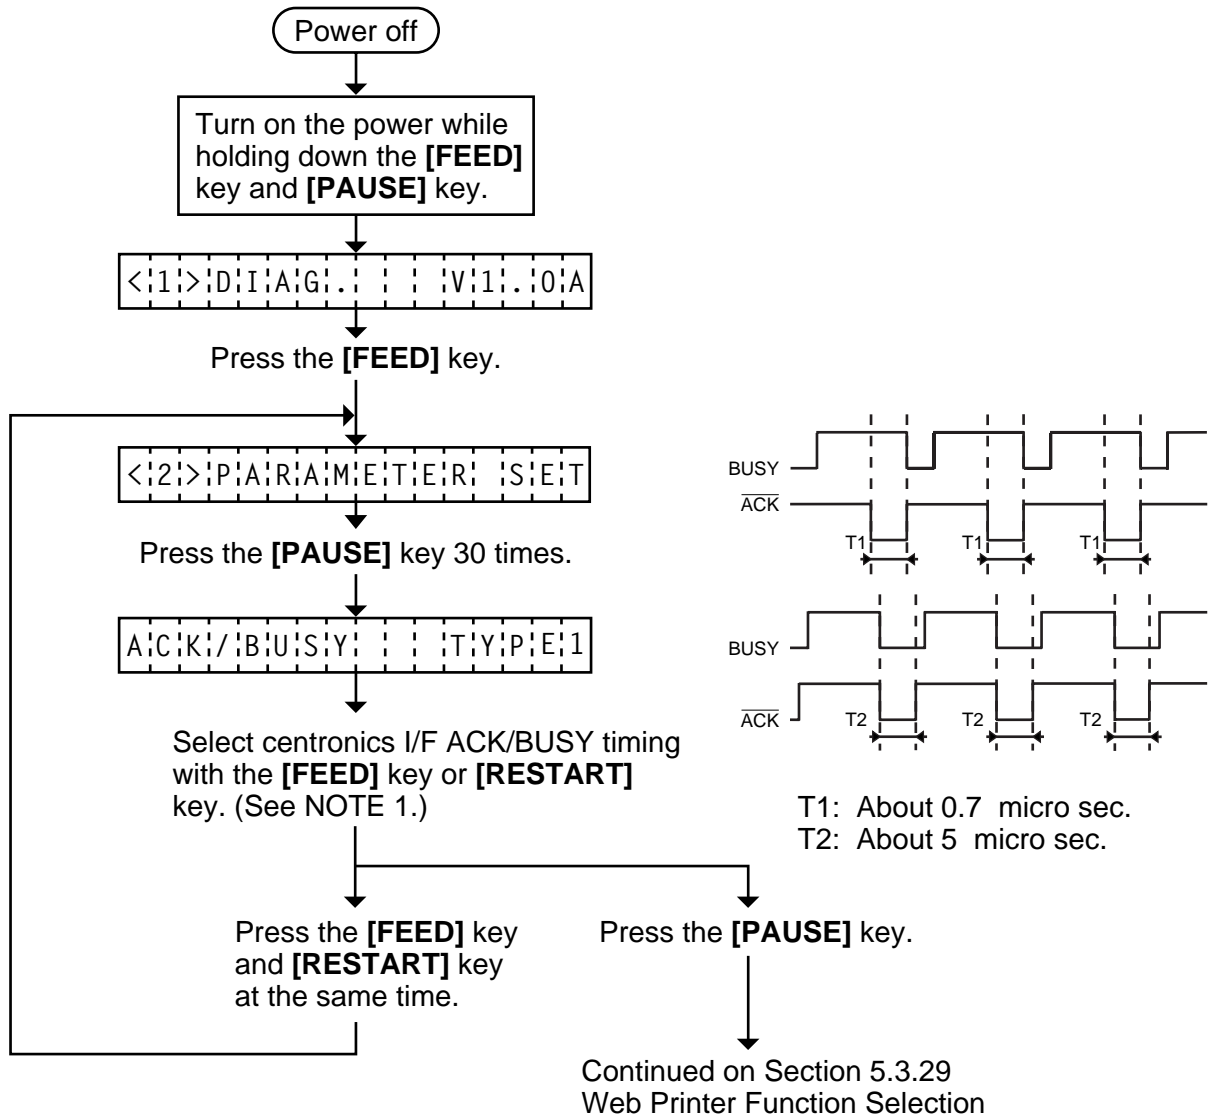 Power off
Turn on the power while
holding down the [FEED]
key and [PAUSE] key.
<1>DIAG.   V1.0A
Press the [FEED] key.
<2>PARAMETER SET
Press the [PAUSE] key 30 times.
ACK/BUSY   TYPE1
Select centronics I/F ACK/BUSY timing
with the [FEED] key or [RESTART]
key. (See NOTE 1.)
Press the [FEED] key
and [RESTART] key
at the same time.
Press the [PAUSE] key.
Continued on Section 5.3.29
Web Printer Function Selection
BUSY
ACK
T1 T1 T1
BUSY
ACK
T2 T2 T2
T1: About 0.7 micro sec.
T2: About 5 micro sec.